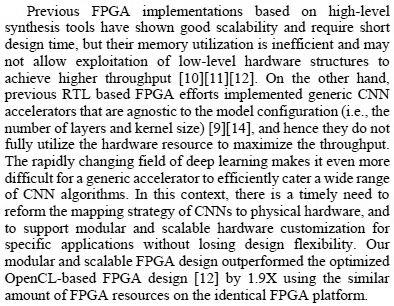 Previous FPGA implementations based on high-level
synthesis tools have shown good scalability and require short
design time, but their memory utilization is inefficient and may
not allow exploitation of low-level hardware structures to
achieve higher throughput [10][11][12]. On the other hand,
previous RTL based FPGA efforts implemented generic CNN
accelerators that are agnostic to the model configuration (i.e., the
number of layers and kernel size) [9][14], and hence they do not
fully utilize the hardware resource to maximize the throughput.
The rapidly changing field of deep learning makes it even more
difficult for a generic accelerator to efficiently cater a wide range
of CNN algorithms. In this context, there is a timely need to
reform the mapping strategy of CNNs to physical hardware, and
to support modular and scalable hardware customization for
specific applications without losing design flexibility. Our
modular and scalable FPGA design outperformed the optimized
OpenCL-based FPGA design [12] by 1.9X using the similar
amount of FPGA resources on the identical FPGA platform.